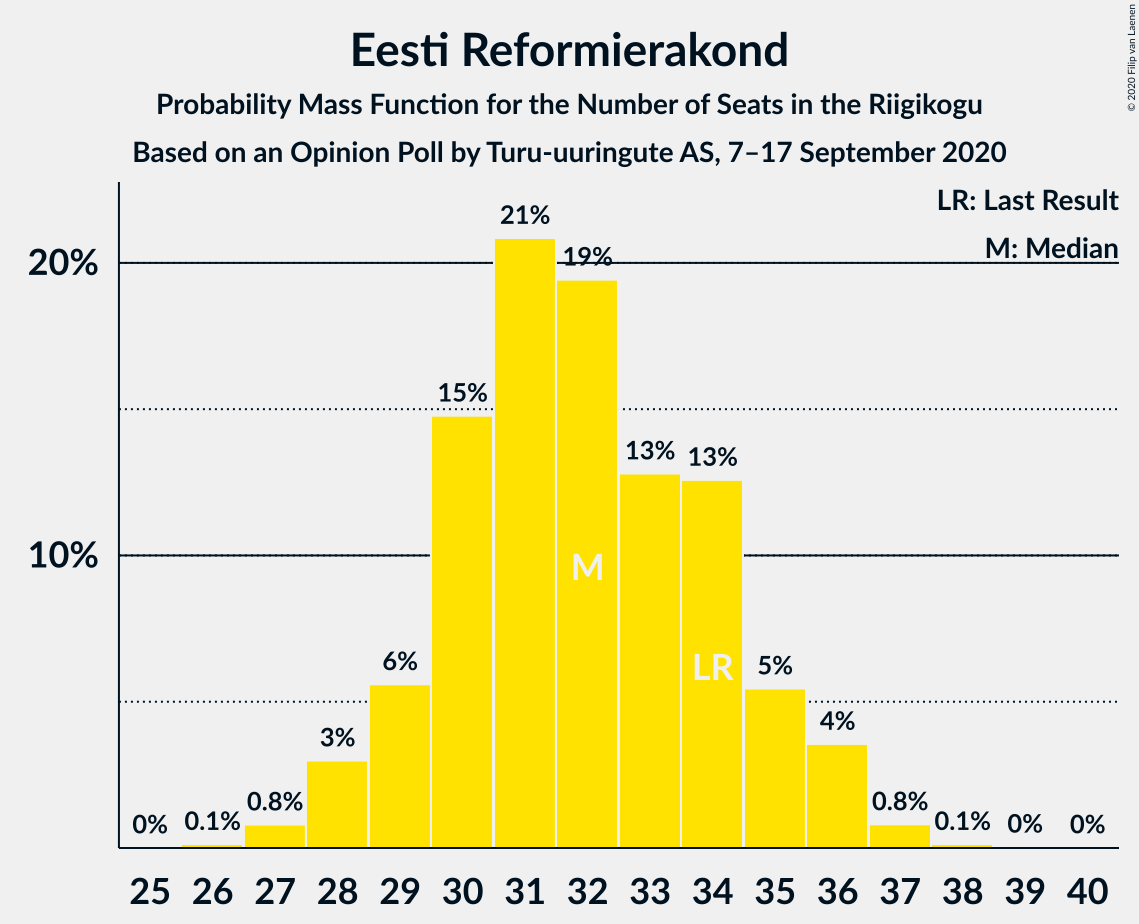 © 2020 Filip van Laenen
Eesti Reformierakond
Probability Mass Function for the Number of Seats in the Riigikogu
Based on an Opinion Poll by Turu-uuringute AS, 7–17 September 2020
LR: Last Result
M: Median
20%
10%
0% 0.1% 0.8% 3% 6% 15% 21% 19% 13% 13% 5% 4% 0.8% 0.1% 0% 0%
M
LR
25 26 27 28 29 30 31 32 33 34 35 36 37 38 39 40